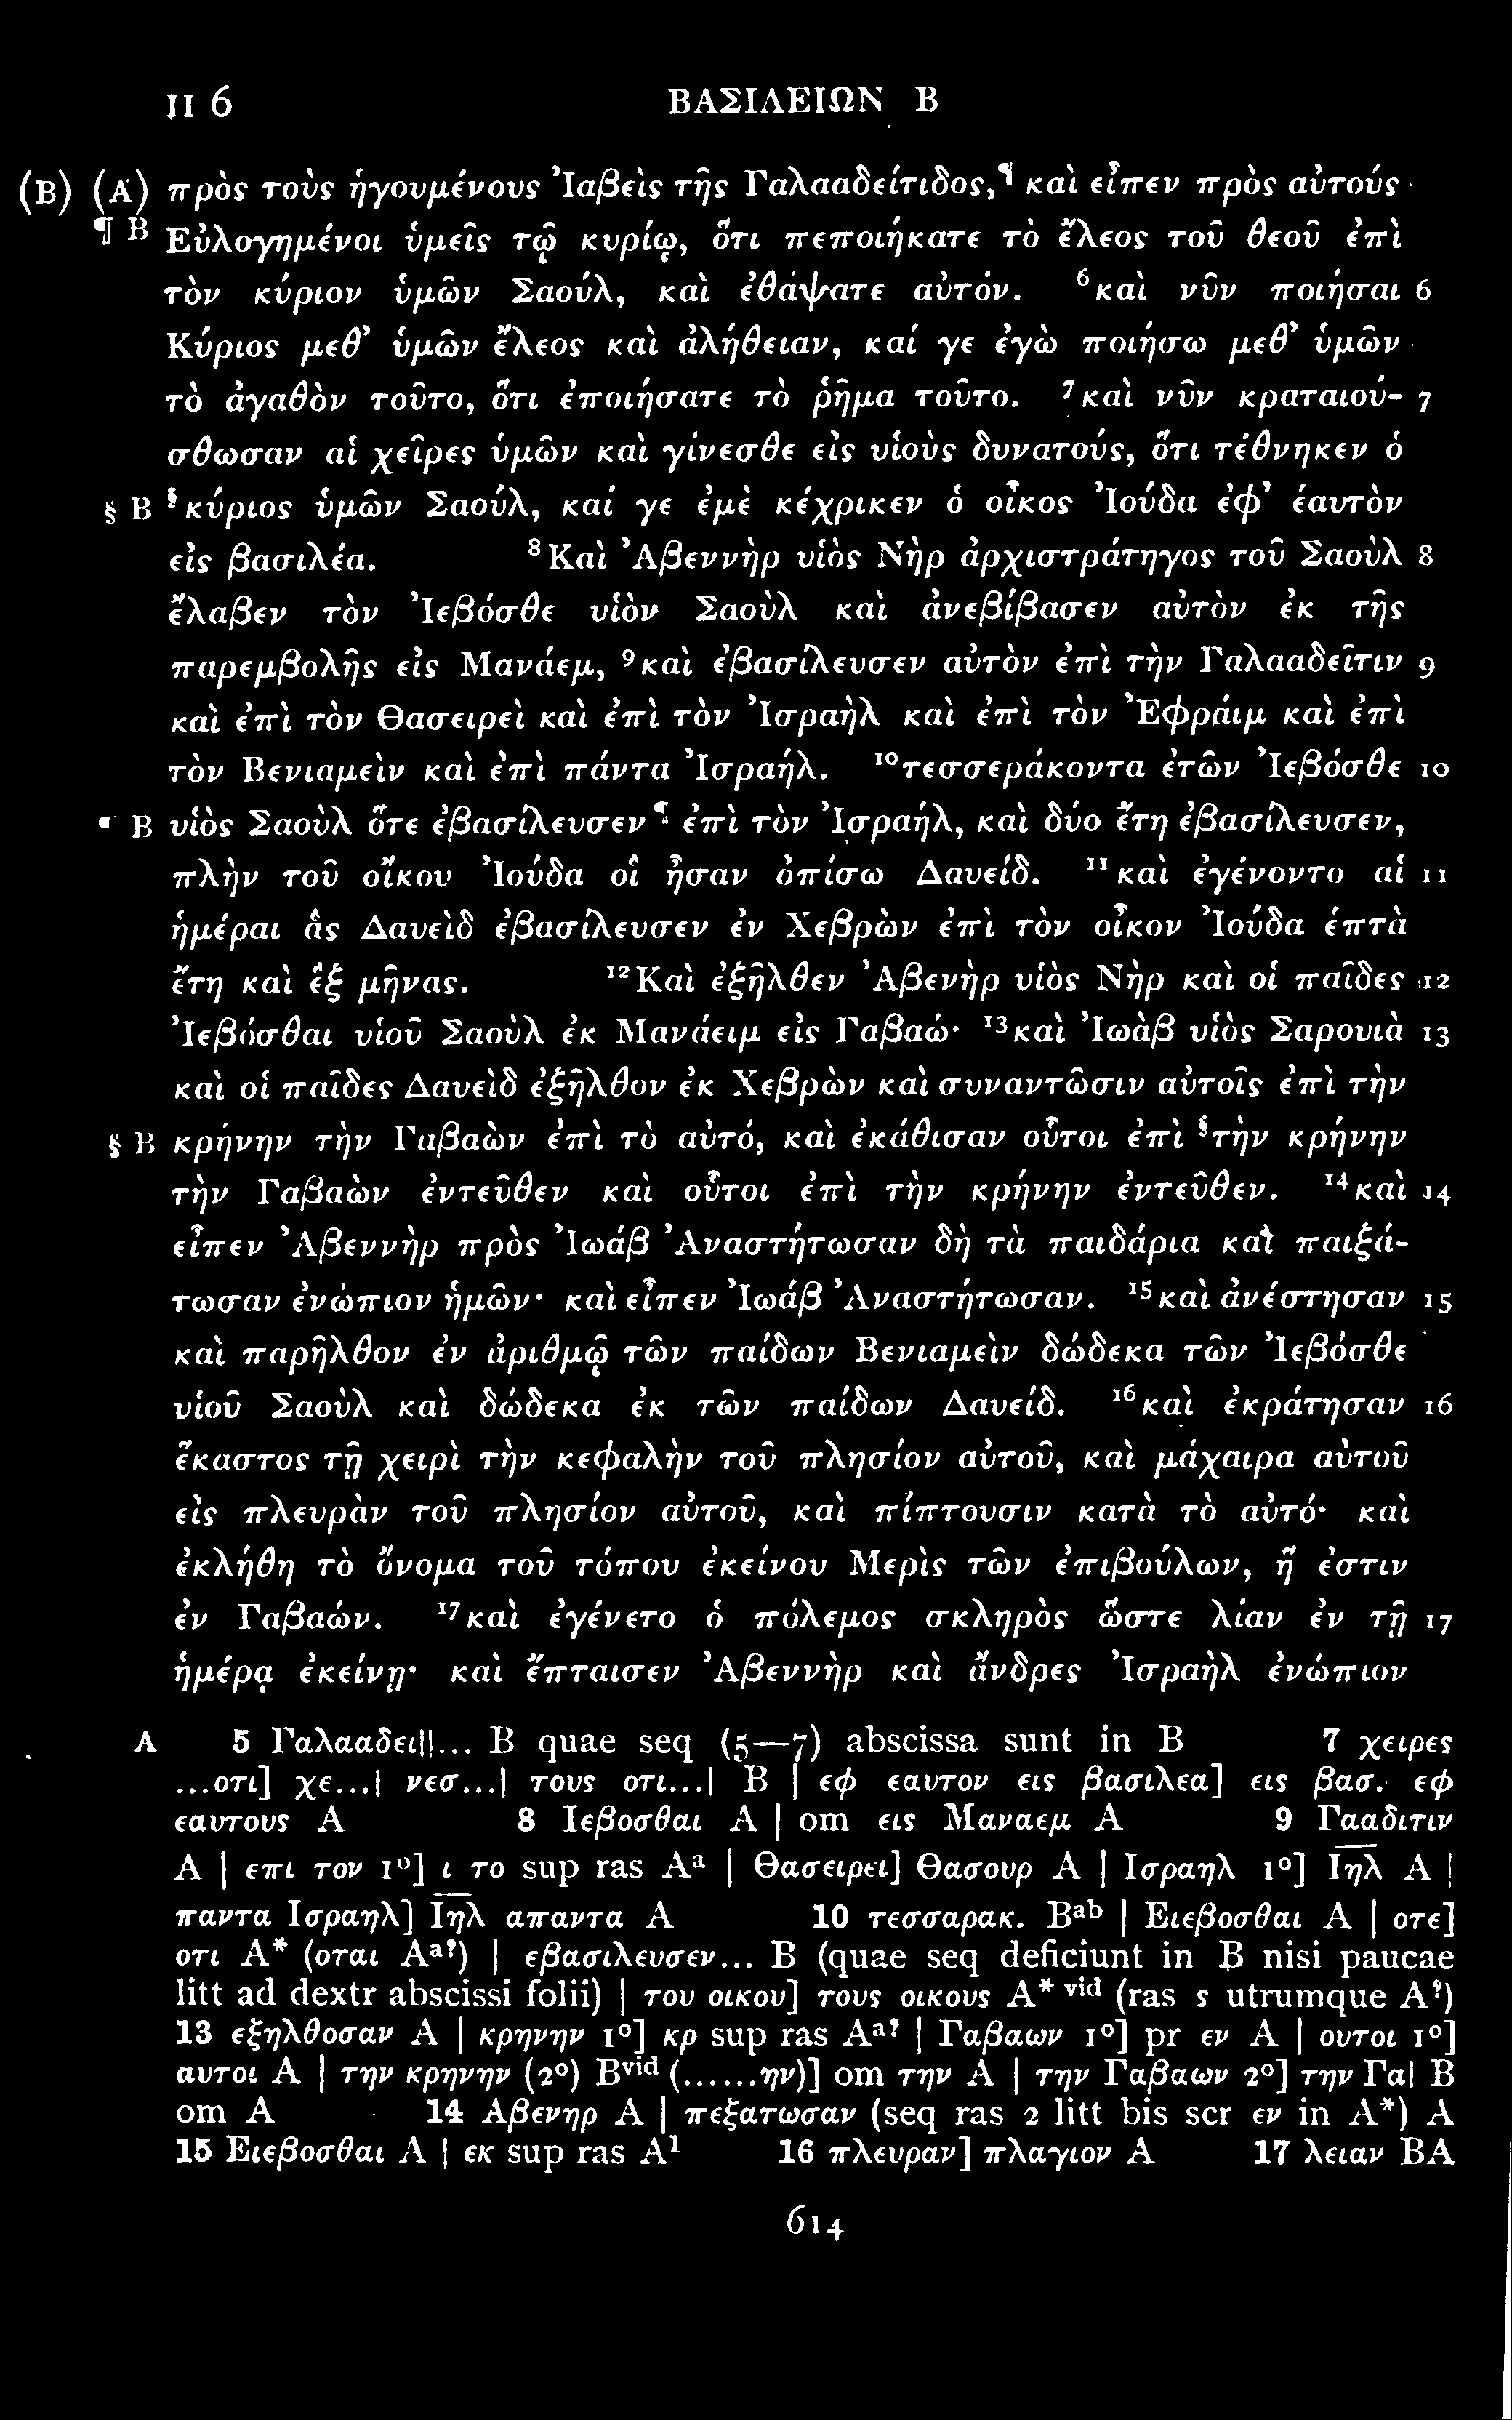 II 6 ΒΑΣΙΛΕΙΩΝ Β
(B) (A) πρὸς τοὺς ἡγουμένους Ἰαβεὶς τῆς Γαλααδείτιδος,¶ καὶ εἶπεν πρὸς αὐτούς
¶ B Εὐλογημένοι ὑμεῖς τῷ κυρίῳ, ὅτι πεποιήκατε τὸ ἔλεος τοῦ θεοῦ ἐπὶ
τὸν κύριον ὑμῶν Σαούλ, καὶ ἐθάψατε αὐτόν. ⁶καὶ νῦν ποιήσαι 6
Κύριος μεθ’ ὑμῶν ἔλεος καὶ ἀλήθειαν, καί γε ἐγὼ ποιήσω μεθ’ ὑμῶν
τὸ ἀγαθὸν τοῦτο, ὅτι ἐποιήσατε τὸ ῥῆμα τοῦτο. ⁷καὶ νῦν κραταιού- 7
σθωσαν αἱ χεῖρες ὑμῶν καὶ γίνεσθε εἰς υἱοὺς δυνατούς, ὅτι τέθνηκεν ὁ
§ B §κύριος ὑμῶν Σαούλ, καί γε ἐμὲ κέχρικεν ὁ οἶκος Ἰούδα ἐφ’ ἑαυτὸν
εἰς βασιλέα. ⁸Καὶ Ἀβεννὴρ υἱὸς Νὴρ ἀρχιστράτηγος τοῦ Σαοὺλ 8
ἔλαβεν τὸν Ἰεβόσθε υἱὸν Σαοὺλ καὶ ἀνεβίβασεν αὐτὸν ἐκ τῆς
παρεμβολῆς εἰς Μανάεμ, ⁹καὶ ἐβασίλευσεν αὐτὸν ἐπὶ τὴν Γαλααδεῖτιν 9
καὶ ἐπὶ τὸν Θασειρεὶ καὶ ἐπὶ τὸν Ἰσραὴλ καὶ ἐπὶ τὸν Ἐφράιμ καὶ ἐπὶ
τὸν Βενιαμεὶν καὶ ἐπὶ πάντα Ἰσραήλ. ¹⁰τεσσεράκοντα ἐτῶν Ἰεβόσθε 10
¶ B υἱὸς Σαοὺλ ὅτε ἐβασίλευσεν¶ ἐπὶ τὸν Ἰσραήλ, καὶ δύο ἔτη ἐβασίλευσεν,
πλὴν τοῦ οἴκου Ἰούδα οἳ ἦσαν ὀπίσω Δαυείδ. ¹¹καὶ ἐγένοντο αἱ 11
ἡμέραι ἃς Δαυεὶδ ἐβασίλευσεν ἐν Χεβρὼν ἐπὶ τὸν οἶκον Ἰούδα ἑπτὰ
ἔτη καὶ ἓξ μῆνας. ¹²Καὶ ἐξῆλθεν Ἀβενὴρ υἱὸς Νὴρ καὶ οἱ παῖδες 12
Ἰεβόσθαι υἱοῦ Σαοὺλ ἐκ Μανάειμ εἰς Γαβαώ· ¹³καὶ Ἰωὰβ υἱὸς Σαρουιὰ 13
καὶ οἱ παῖδες Δαυεὶδ ἐξῆλθον ἐκ Χεβρὼν καὶ συναντῶσιν αὐτοῖς ἐπὶ τὴν
§ B κρήνην τὴν Γαβαὼν ἐπὶ τὸ αὐτό, καὶ ἐκάθισαν οὗτοι ἐπὶ §τὴν κρήνην
τὴν Γαβαὼν ἐντεῦθεν καὶ οὗτοι ἐπὶ τὴν κρήνην ἐντεῦθεν. ¹⁴καὶ 14
εἶπεν Ἀβεννὴρ πρὸς Ἰωάβ Ἀναστήτωσαν δὴ τὰ παιδάρια καὶ παιξά-
τωσαν ἐνώπιον ἡμῶν· καὶ εἶπεν Ἰωάβ Ἀναστήτωσαν. ¹⁵καὶ ἀνέστησαν 15
καὶ παρῆλθον ἐν ἀριθμῷ τῶν παίδων Βενιαμεὶν δώδεκα τῶν Ἰεβόσθε
υἱοῦ Σαοὺλ καὶ δώδεκα ἐκ τῶν παίδων Δαυείδ. ¹⁶καὶ ἐκράτησαν 16
ἕκαστος τῇ χειρὶ τὴν κεφαλὴν τοῦ πλησίον αὐτοῦ, καὶ μάχαιρα αὐτοῦ
εἰς πλευρὰν τοῦ πλησίον αὐτοῦ, καὶ πίπτουσιν κατὰ τὸ αὐτό· καὶ
ἐκλήθη τὸ ὄνομα τοῦ τόπου ἐκείνου Μερὶς τῶν ἐπιβούλων, ἥ ἐστιν
ἐν Γαβαών. ¹⁷καὶ ἐγένετο ὁ πόλεμος σκληρὸς ὥστε λίαν ἐν τῇ 17
ἡμέρᾳ ἐκείνῃ· καὶ ἔπταισεν Ἀβεννὴρ καὶ ἄνδρες Ἰσραὴλ ἐνώπιον
A 5 Γαλααδει||... B quae seq (5—7) abscissa sunt in B 7 χειρες
...οτι] χε...| νεσ...| τους οτι...| B | εφ εαυτον εις βασιλεα] εις βασ. εφ
εαυτους A 8 Ιεβοσθαι A | om εις Μαναεμ A 9 Γααδιτιν
A | επι τον 1°] ι το sup ras Aᵃ | Θασειρει] Θασουρ A | Ισραηλ 1°] Ι̅η̅λ̅ A |
παντα Ισραηλ] Ι̅η̅λ̅ απαντα A 10 τεσσαρακ. Bᵃᵇ | Ειεβοσθαι A | οτε]
οτι A* (οται Aᵃ?) | εβασιλευσεν... B (quae seq deficiunt in B nisi paucae
litt ad dextr abscissi folii) | του οικου] τους οικους A* ᵛⁱᵈ (ras ς utrumque A?)
13 εξηλθοσαν A | κρηνην 1°] κρ sup ras Aᵃ? | Γαβαων 1°] pr εν A | ουτοι 1°]
αυτοι A | την κρηνην (2°) Bᵛⁱᵈ (......ην)] om την A | την Γαβαων 2°] την Γα| B
om A 14 Αβενηρ A | πεξατωσαν (seq ras 2 litt bis scr εν in A*) A
15 Ειεβοσθαι A | εκ sup ras A¹ 16 πλευραν] πλαγιον A 17 λειαν BA
614